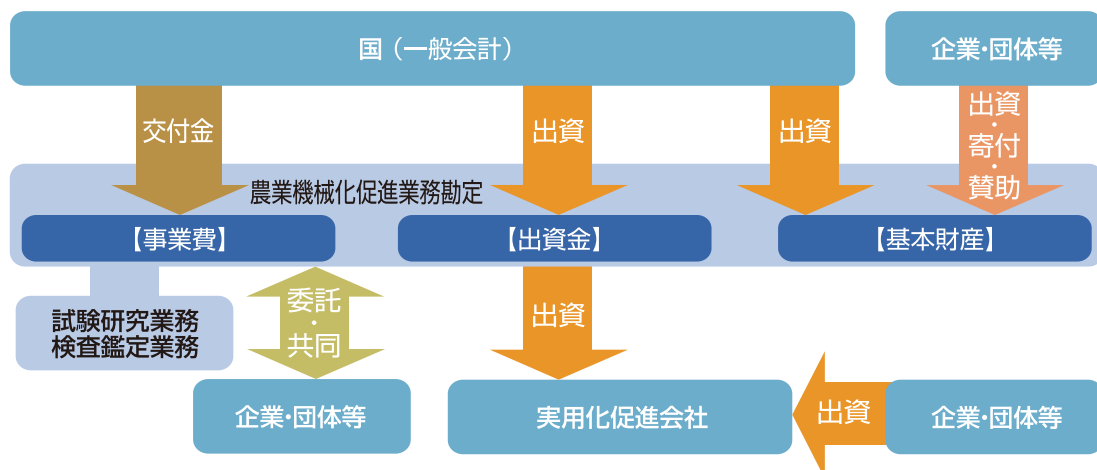 国（一般会計）
企業・団体等
交付金
出資
出資
出資
・
寄付
・
賛助
農業機械化促進業務勘定
【事業費】
【出資金】
【基本財産】
試験研究業務
検査鑑定業務
委託
・
共同
出資
企業・団体等
実用化促進会社
出資
企業・団体等